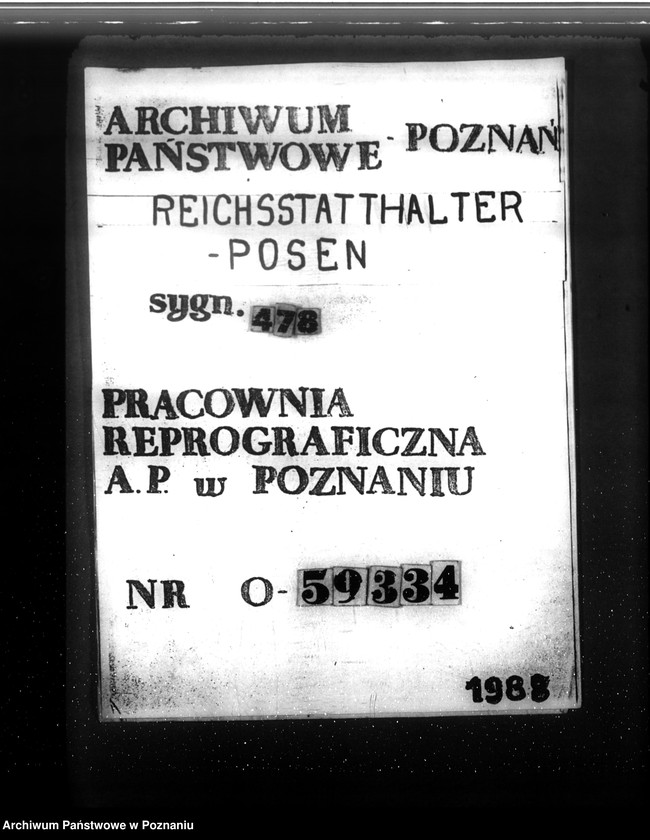 ARCHIWUM
PAŃSTWOWE - POZNAŃ
REICHSSTATTHALTER
-POSEN
sygn. 478
PRACOWNIA
REPROGRAFICZNA
A.P. w POZNANIU
NR O-59334
1988
Archiwum Państwowe w Poznaniu